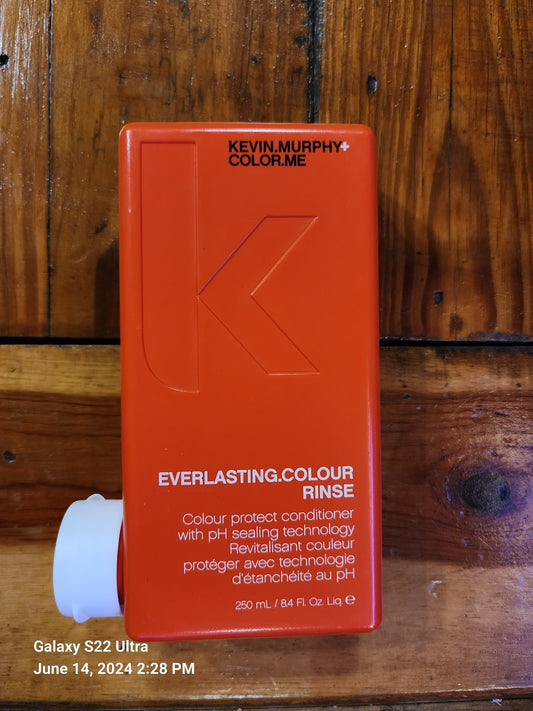 KEVIN.MURPHY+
COLOR.ME
EVERLASTING.COLOUR
RINSE
Colour protect conditioner
with pH sealing technology
Revitalisant couleur
protéger avec technologie
d'étanchéité au pH
250 mL / 8.4 Fl. Oz. Liq. ℮
Galaxy S22 Ultra
June 14, 2024 2:28 PM